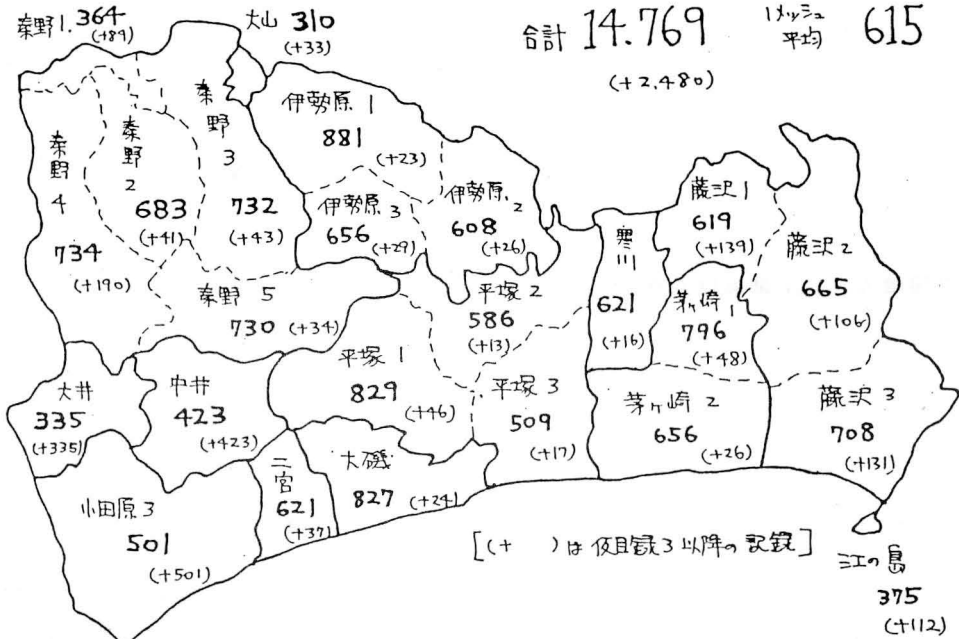 秦野1. 364
(+89)
大山 310
(+33)
合計 14.769
(+2,480)
1メッシュ
平均 615
秦野4
734
(+190)
秦野2
683
(+41)
秦野3
732
(+43)
伊勢原1
881
(+23)
伊勢原3
656
(+29)
伊勢原2
608
(+26)
秦野5
730 (+34)
平塚2
586
(+13)
寒川
621
(+16)
藤沢1
619
(+139)
藤沢2
665
(+106)
茅ヶ崎1
796
(+48)
大井
335
(+335)
中井
423
(+423)
平塚1
829
(+46)
平塚3
509
(+17)
茅ヶ崎2
656
(+26)
藤沢3
708
(+131)
小田原3
501
(+501)
二宮
621
(+37)
大磯
827 (+24)
[(+ )は仮目録3以降の記録]
江の島
375
(+112)